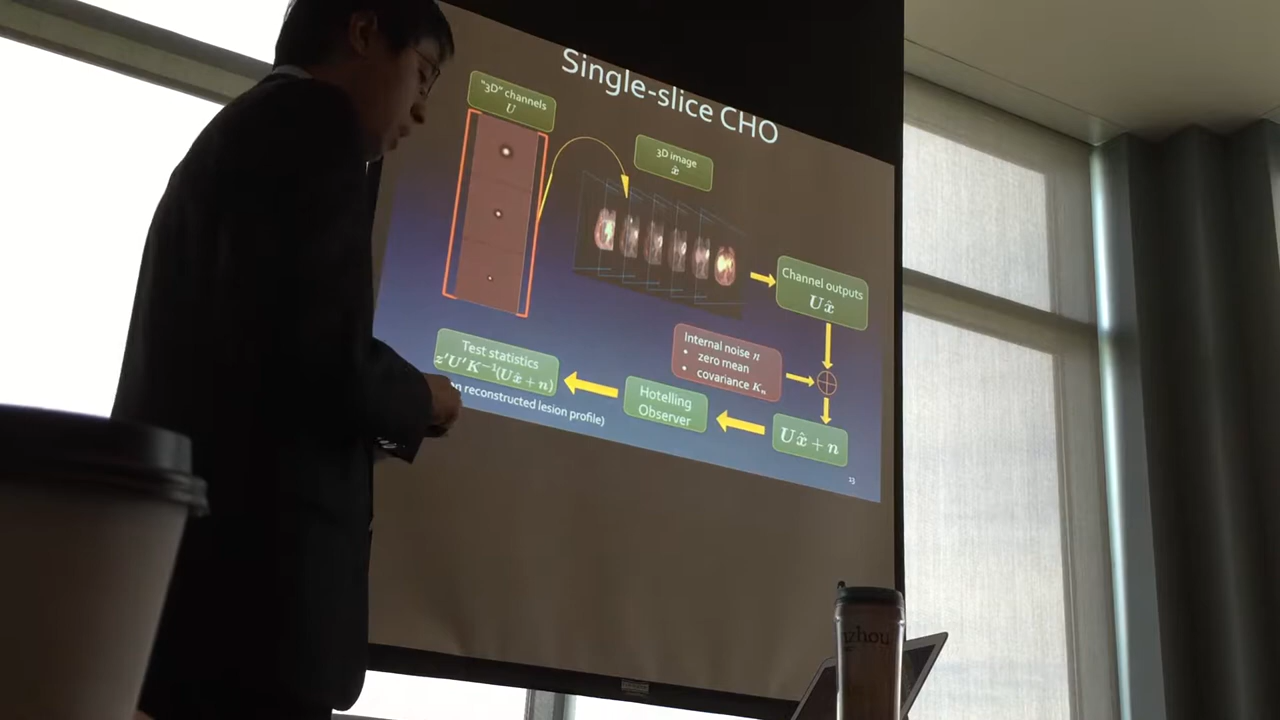 Single-slice CHO
"3D" channels
U
3D image
x̂
Channel outputs
Ux̂
Internal noise n
• zero mean
• covariance Kₙ
Ux̂ + n
Hotelling
Observer
Test statistics
z′U′K⁻¹(Ux̂+n)
reconstructed lesion profile)
23
zhou